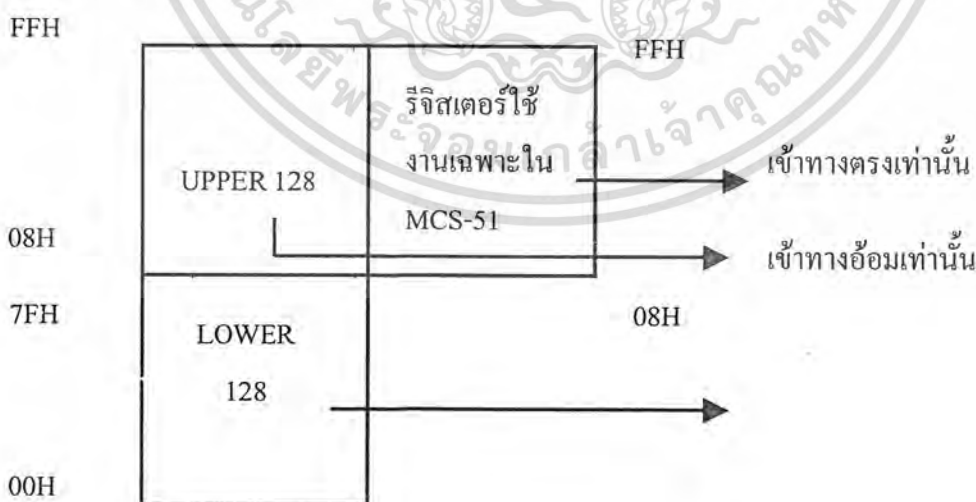 FFH
FFH
รีจิสเตอร์ใช้
งานเฉพาะใน
MCS-51
UPPER 128
เข้าทางตรงเท่านั้น
08H
เข้าทางอ้อมเท่านั้น
7FH
08H
LOWER
128
00H